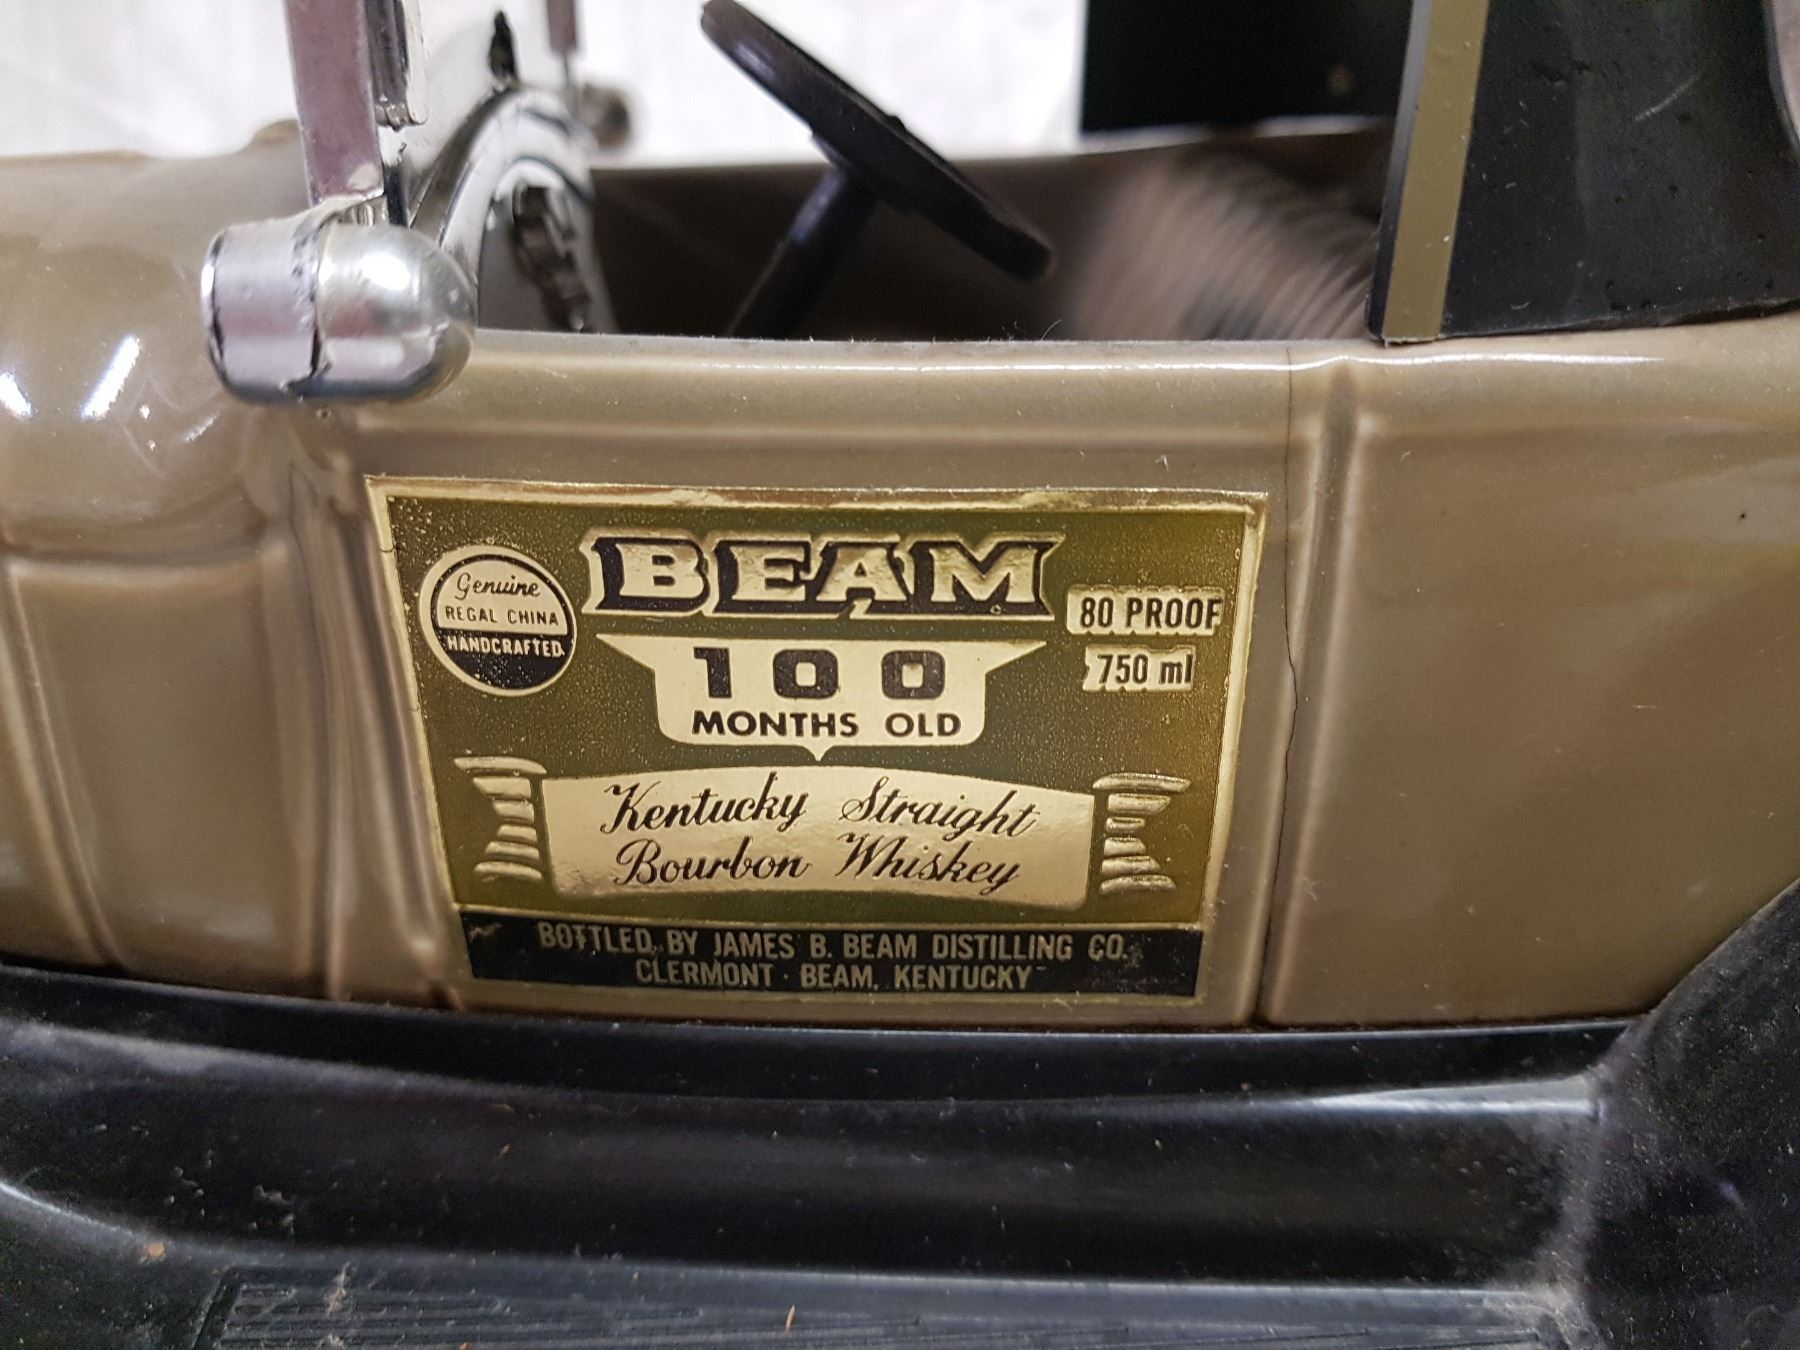 BEAM
Genuine
REGAL CHINA
HANDCRAFTED
80 PROOF
750 ml
100
MONTHS OLD
Kentucky Straight
Bourbon Whiskey
BOTTLED BY JAMES B. BEAM DISTILLING CO.
CLERMONT · BEAM, KENTUCKY